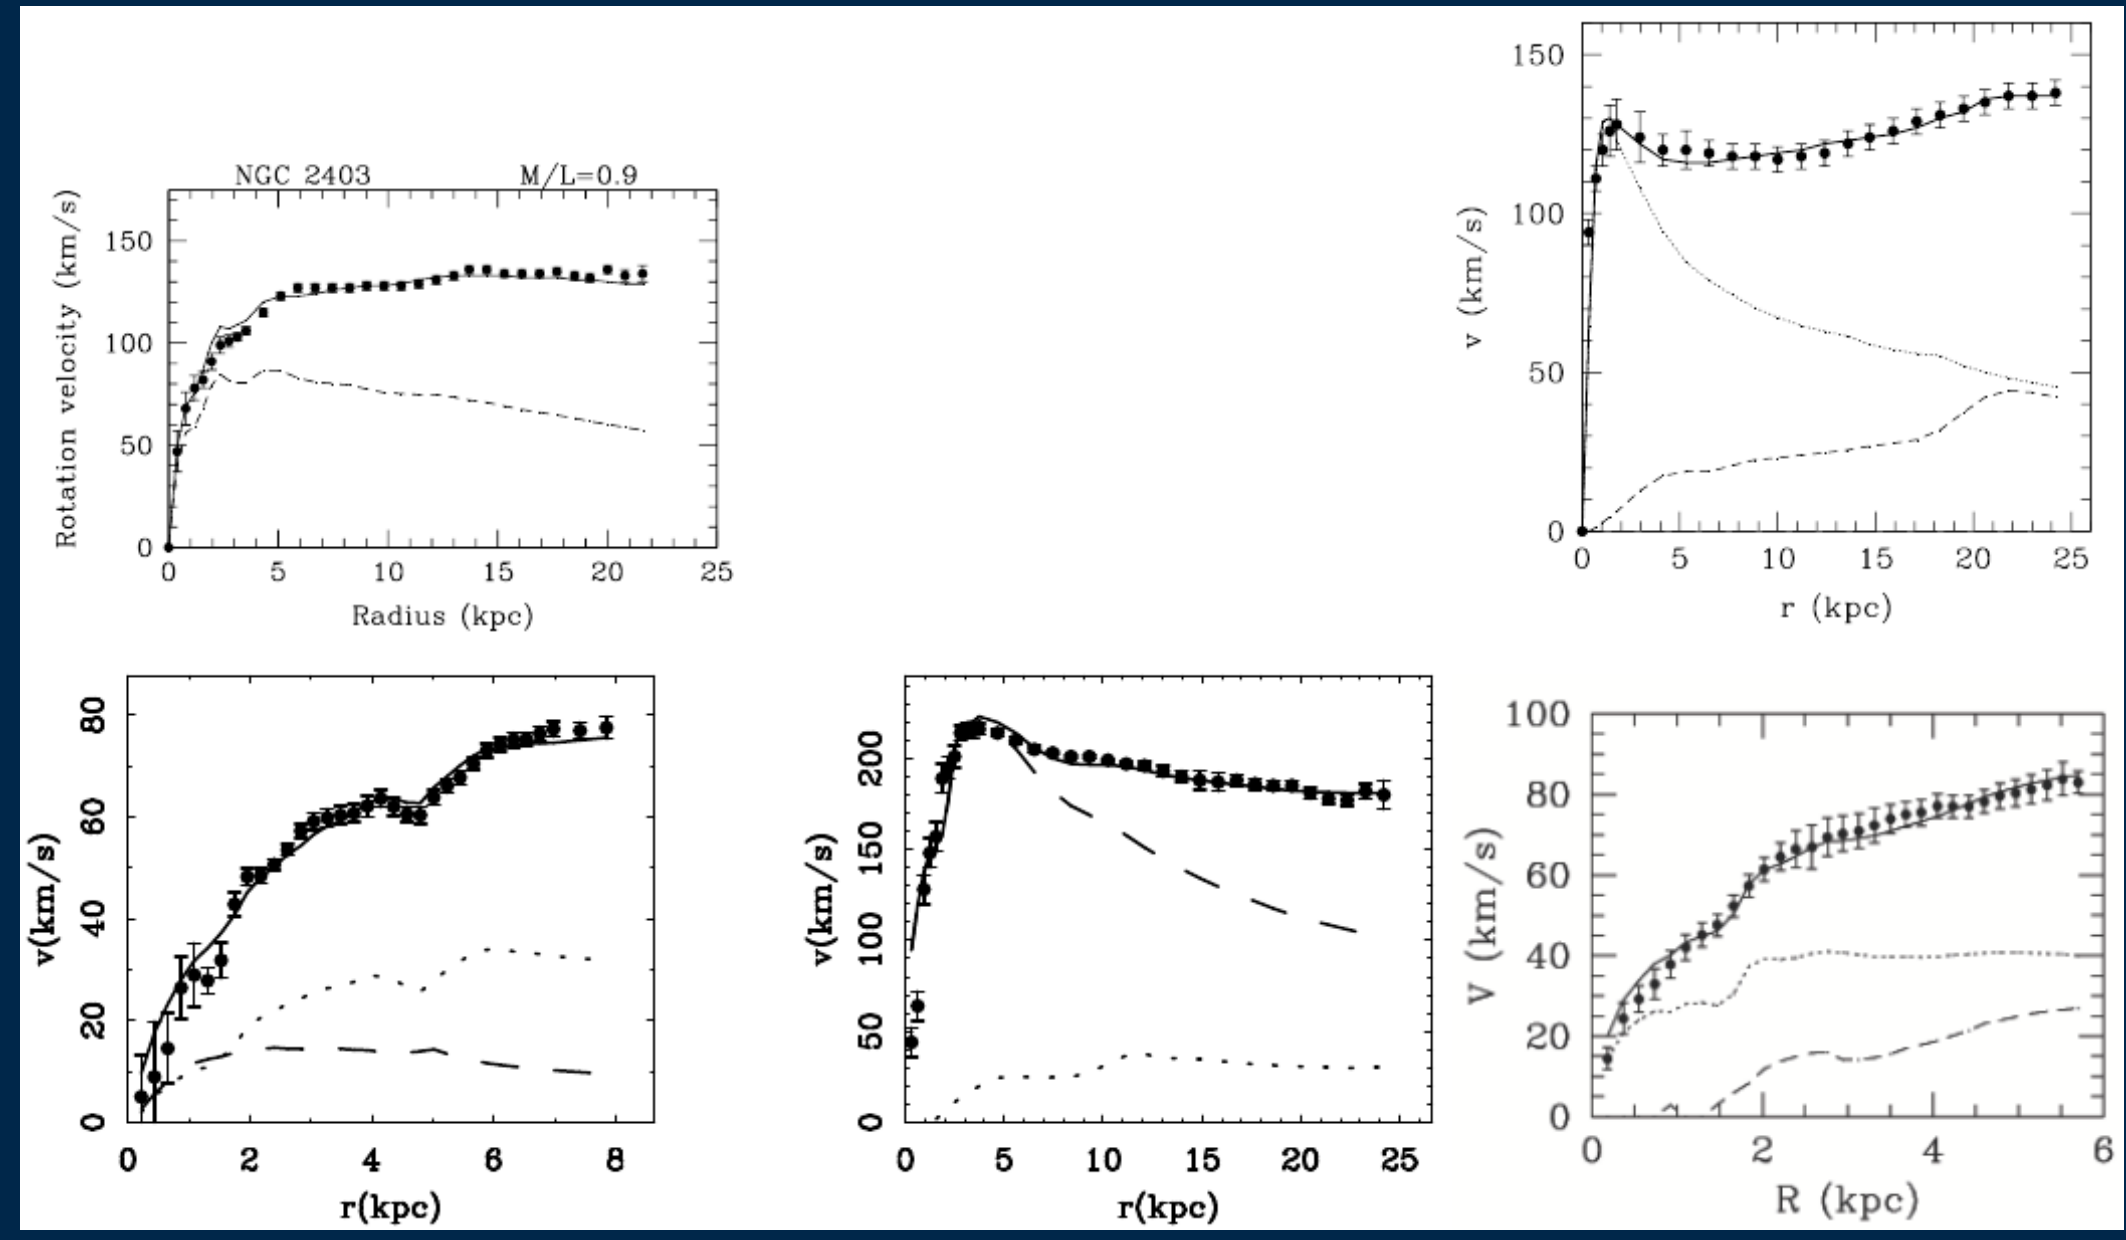 NGC 2403 M/L=0.9
150
100
50
0
0 5 10 15 20 25
Rotation velocity (km/s)
Radius (kpc)
150
100
50
0
0 5 10 15 20 25
v (km/s)
r (kpc)
80
60
40
20
0
0 2 4 6 8
v(km/s)
r(kpc)
200
150
100
50
0
0 5 10 15 20 25
v(km/s)
r(kpc)
100
80
60
40
20
0
0 2 4 6
V (km/s)
R (kpc)